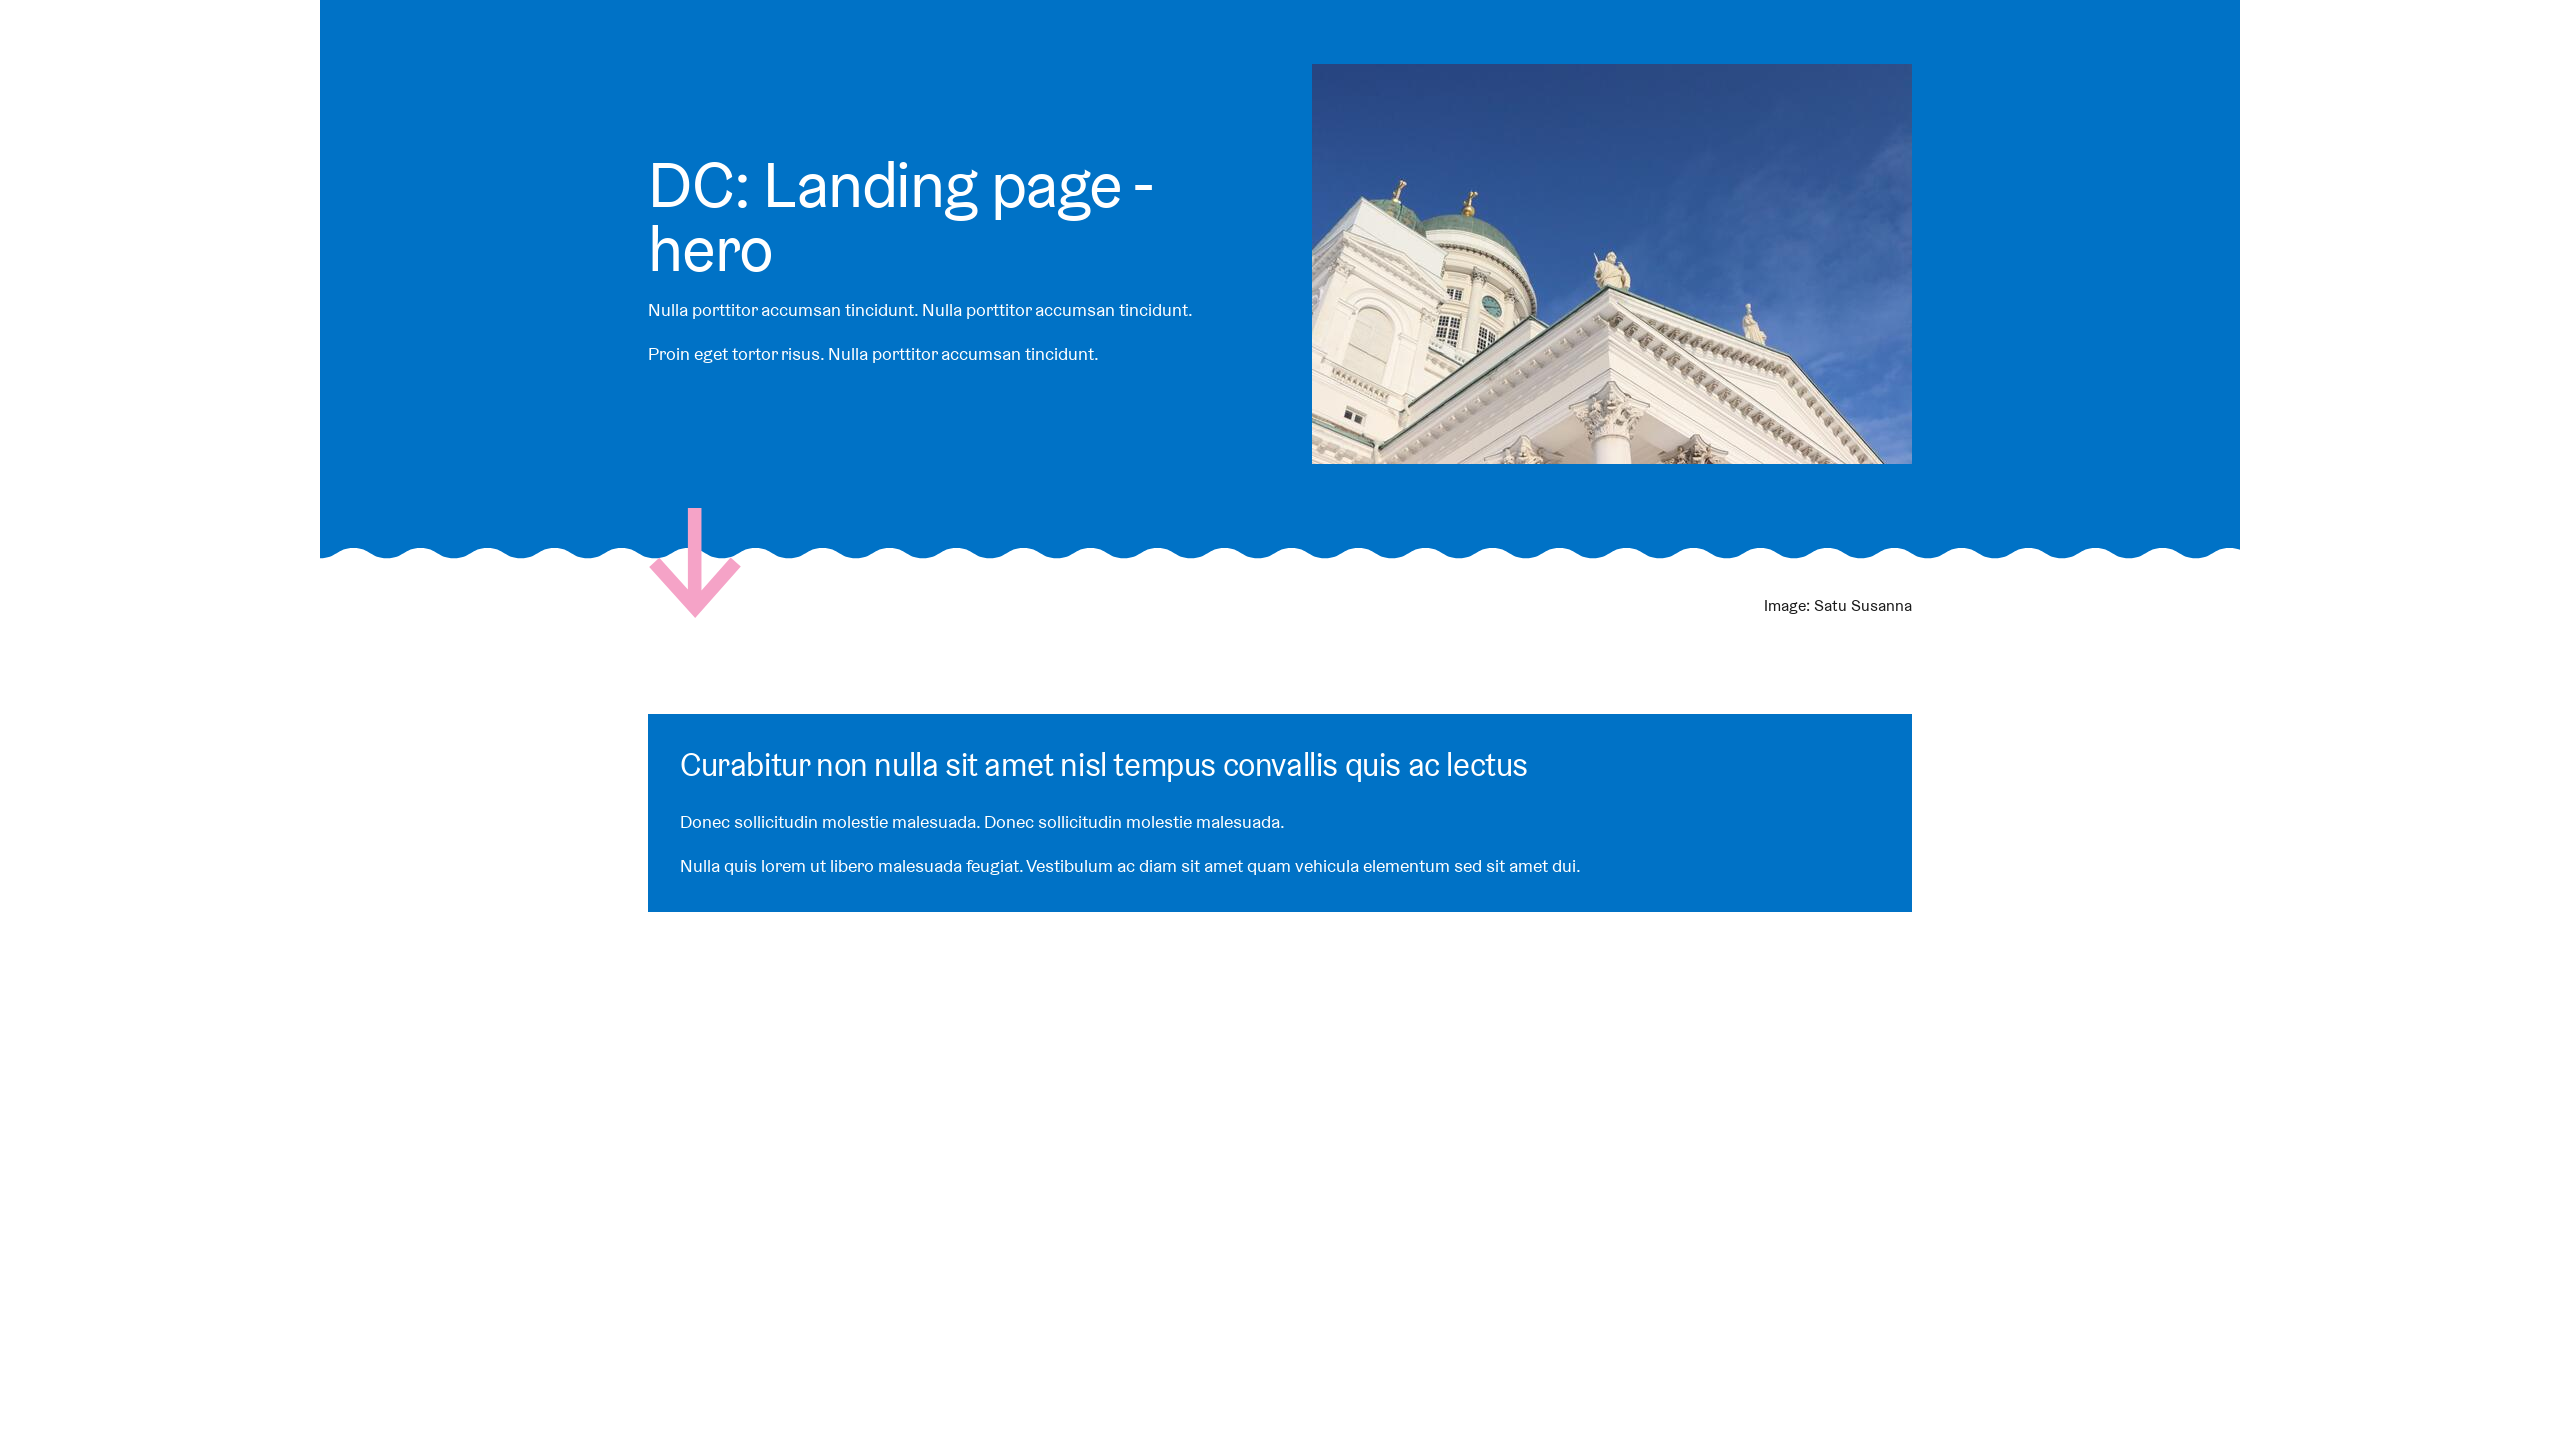 DC: Landing page -
hero
Nulla porttitor accumsan tincidunt. Nulla porttitor accumsan tincidunt.
Proin eget tortor risus. Nulla porttitor accumsan tincidunt.
Image: Satu Susanna
Curabitur non nulla sit amet nisl tempus convallis quis ac lectus
Donec sollicitudin molestie malesuada. Donec sollicitudin molestie malesuada.
Nulla quis lorem ut libero malesuada feugiat. Vestibulum ac diam sit amet quam vehicula elementum sed sit amet dui.